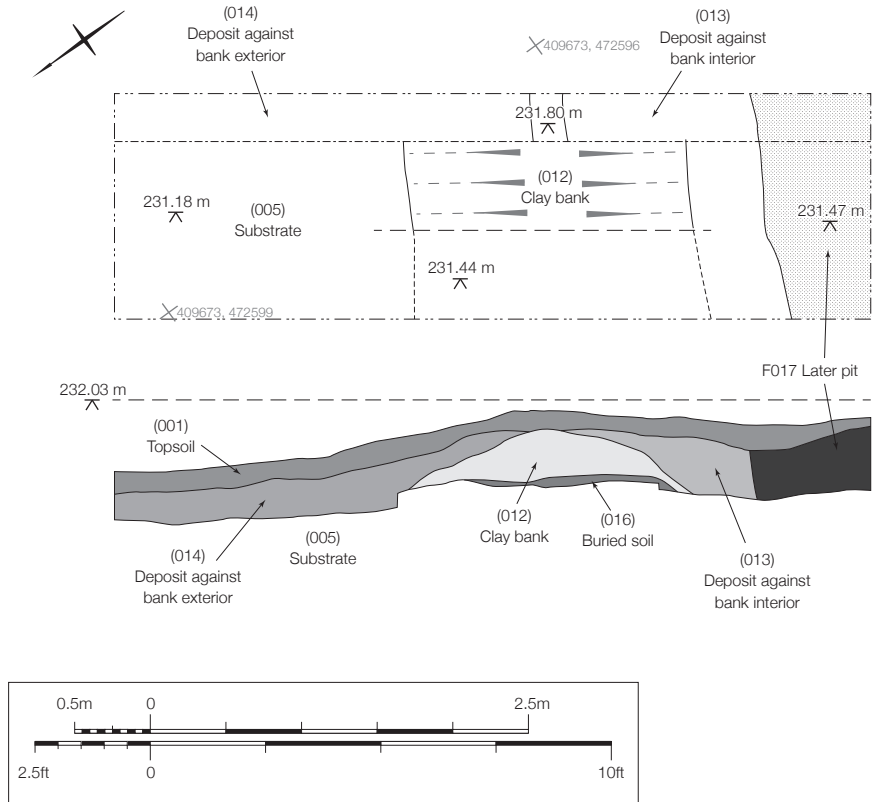 (014)
Deposit against
bank exterior
(013)
Deposit against
bank interior
409673, 472596
231.80 m
(012)
Clay bank
231.18 m
(005)
Substrate
231.47 m
231.44 m
409673, 472599
F017 Later pit
232.03 m
(001)
Topsoil
(014)
Deposit against
bank exterior
(005)
Substrate
(012)
Clay bank
(016)
Buried soil
(013)
Deposit against
bank interior
0.5m 0 2.5m
2.5ft 0 10ft